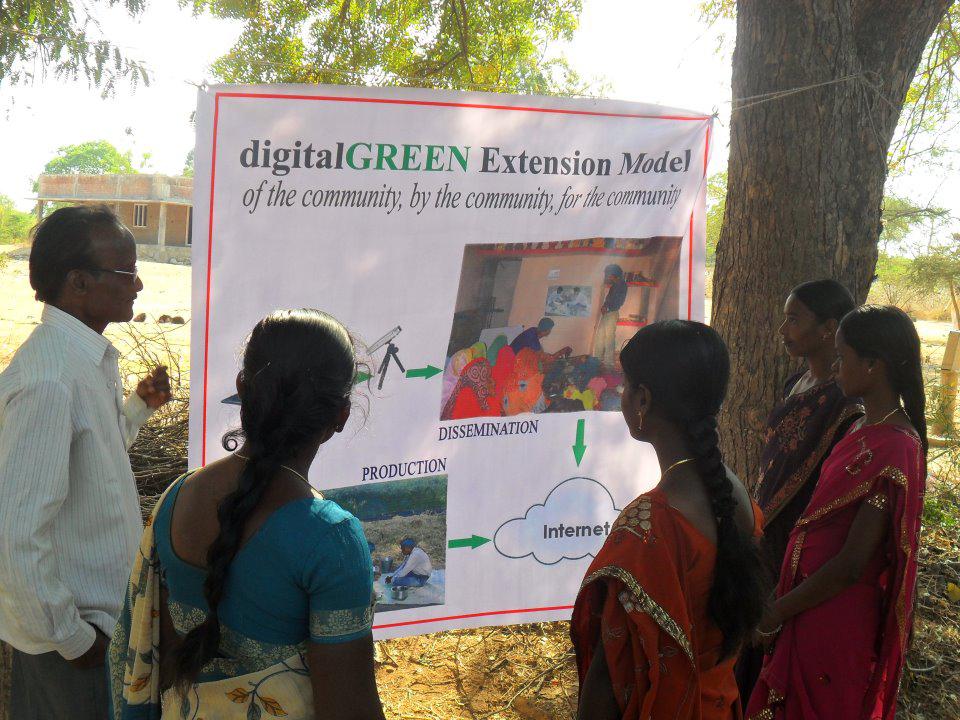 digitalGREEN Extension Model
of the community, by the community, for the community
DISSEMINATION
PRODUCTION
Internet